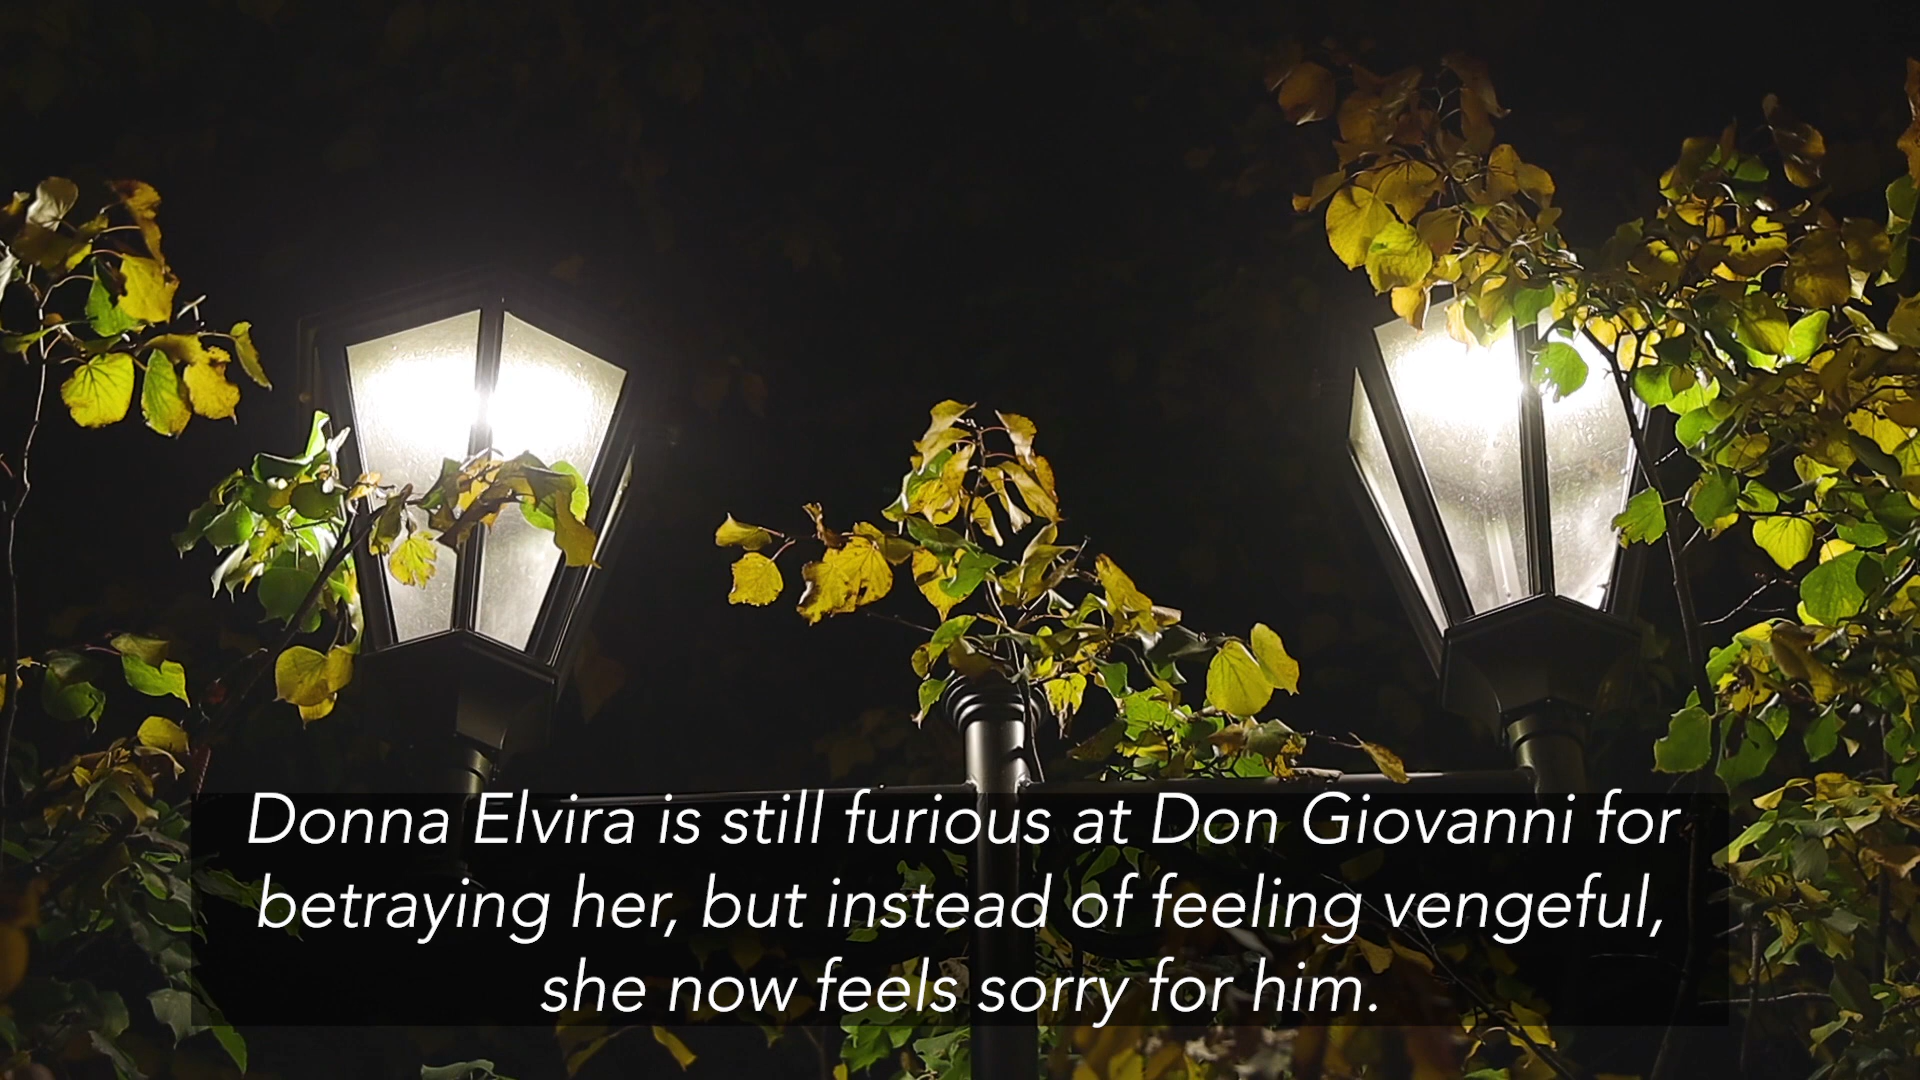 Donna Elvira is still furious at Don Giovanni for
betraying her, but instead of feeling vengeful,
she now feels sorry for him.